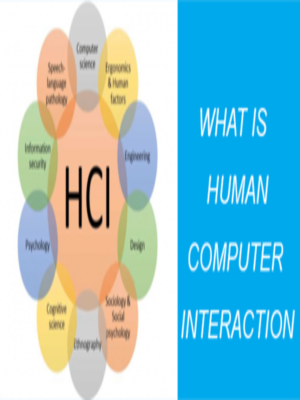 Computer
science
Ergonomics
& Human
factors
Engineering
Design
Sociology &
Social
psychology
Ethnography
Cognitive
science
Psychology
Information
security
Speech-
language
pathology
HCI
WHAT IS
HUMAN
COMPUTER
INTERACTION